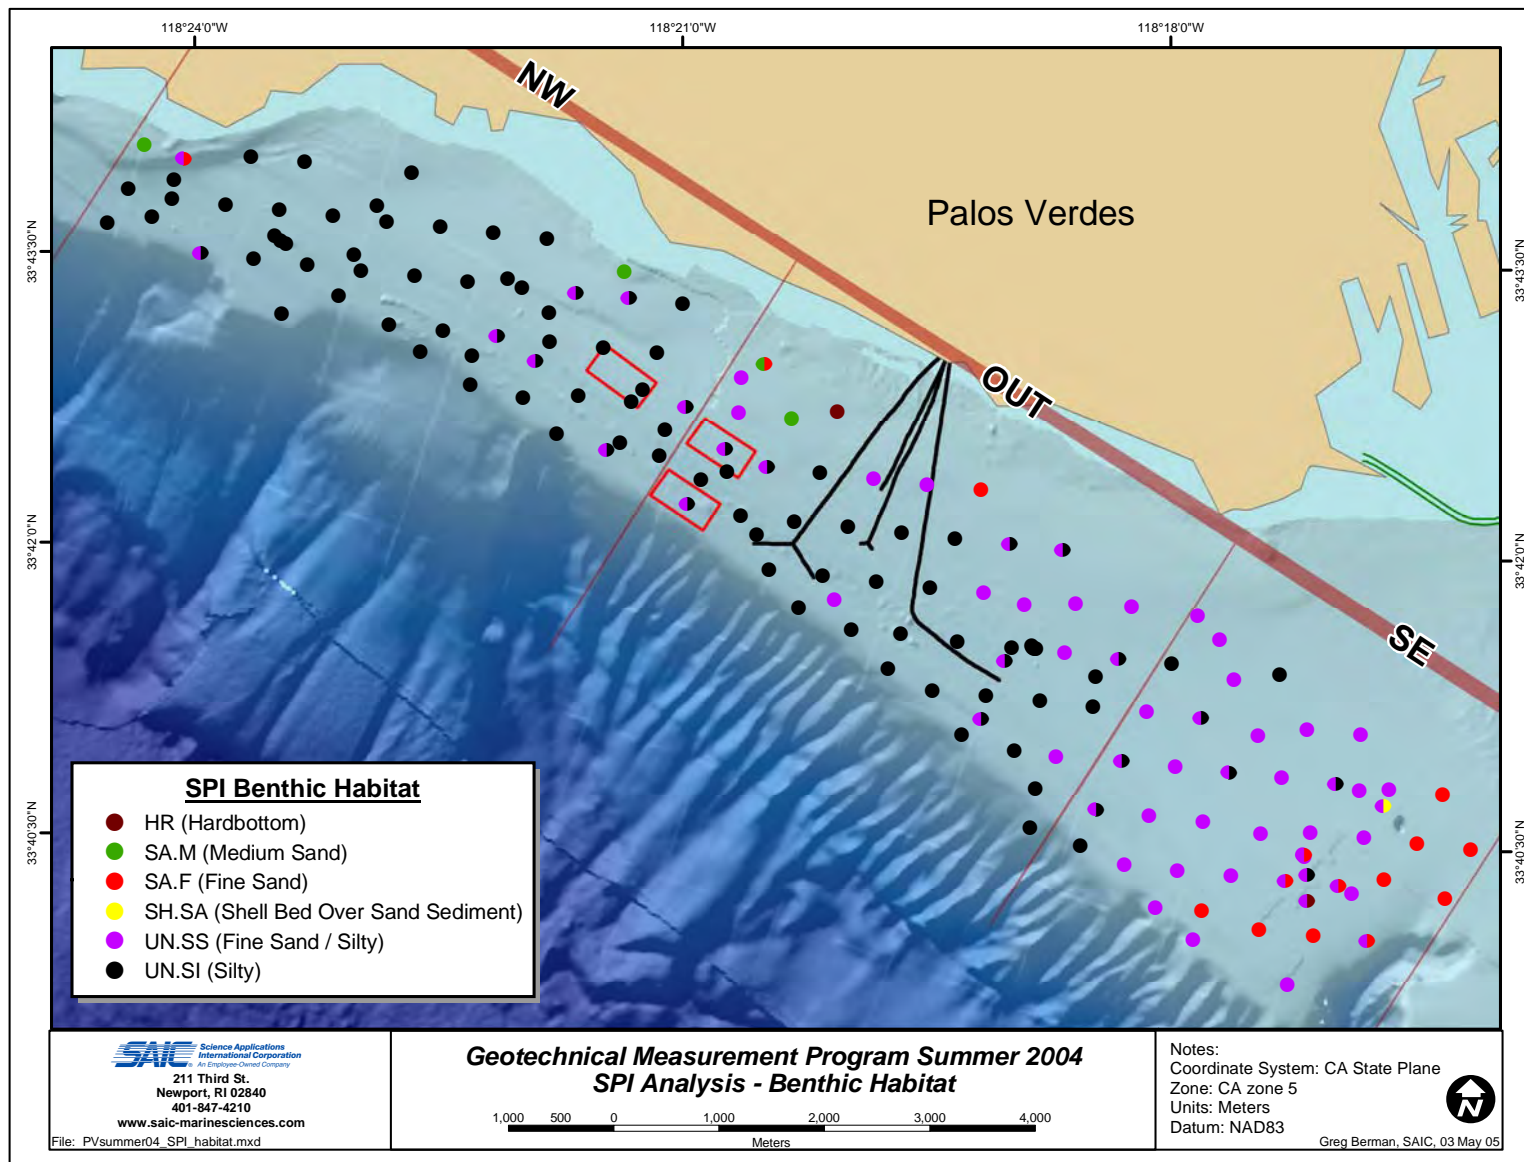 118°24'0"W
118°21'0"W
118°18'0"W
33°43'30"N
33°43'30"N
33°42'0"N
33°42'0"N
33°40'30"N
33°40'30"N
NW
Palos Verdes
OUT
SE
SPI Benthic Habitat
HR (Hardbottom)
SA.M (Medium Sand)
SA.F (Fine Sand)
SH.SA (Shell Bed Over Sand Sediment)
UN.SS (Fine Sand / Silty)
UN.SI (Silty)
SAIC
Science Applications
International Corporation
An Employee-Owned Company
211 Third St.
Newport, RI 02840
401-847-4210
www.saic-marinesciences.com
File: PVsummer04_SPI_habitat.mxd
Geotechnical Measurement Program Summer 2004
SPI Analysis - Benthic Habitat
1,000 500 0 1,000 2,000 3,000 4,000
Meters
Notes:
Coordinate System: CA State Plane
Zone: CA zone 5
Units: Meters
Datum: NAD83
N
Greg Berman, SAIC, 03 May 05